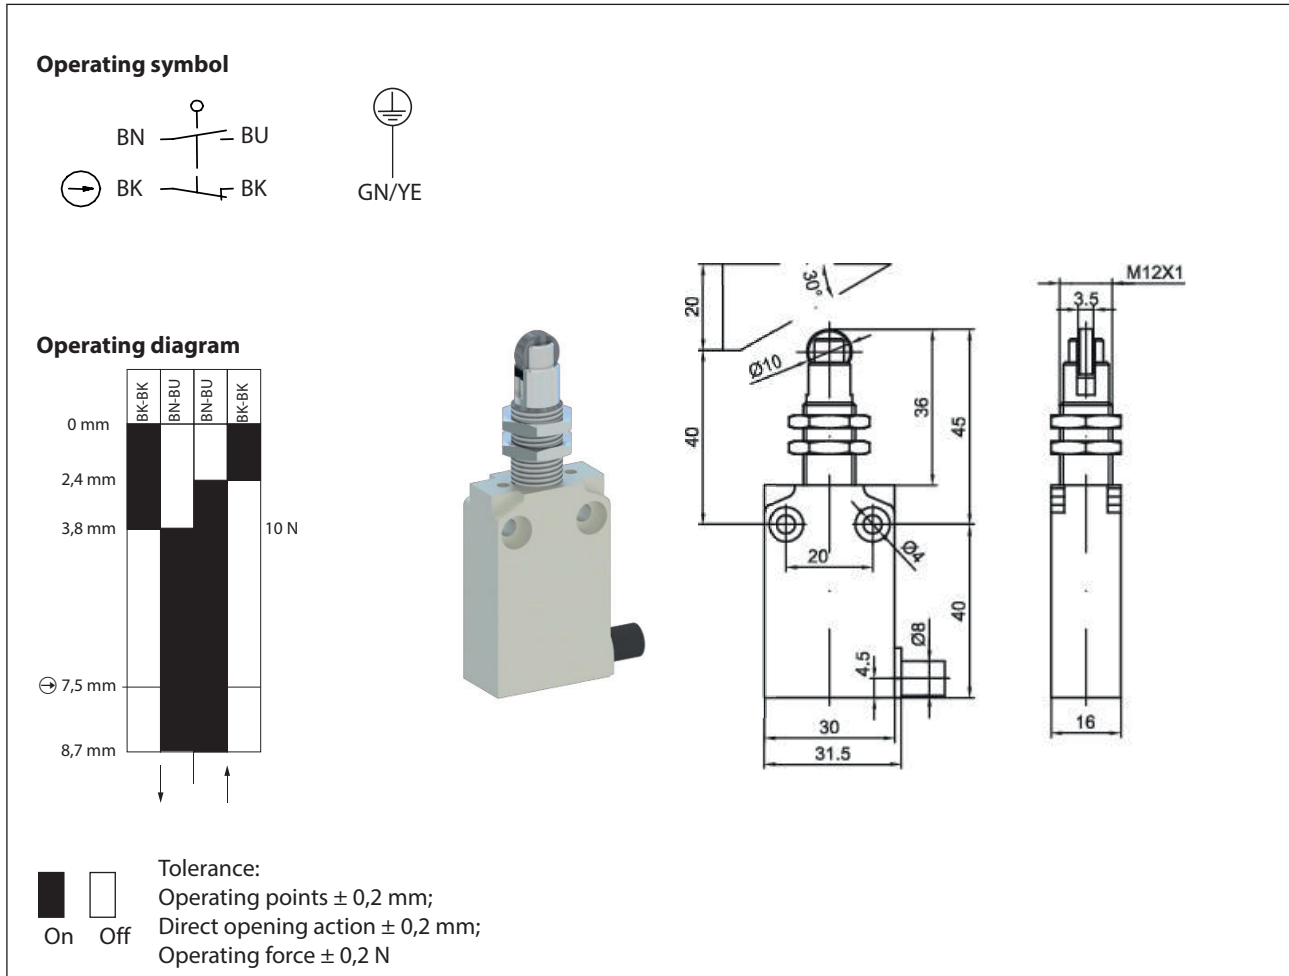 Operating symbol
BN BU
BK BK
GN/YE
Operating diagram
BK-BK BN-BU BN-BU BK-BK
0 mm
2,4 mm
3,8 mm 10 N
7,5 mm
8,7 mm
20
30°
Ø10
40
36
45
20
Ø4
40
Ø8
4.5
30
31.5
M12X1
3.5
16
On Off
Tolerance:
Operating points ± 0,2 mm;
Direct opening action ± 0,2 mm;
Operating force ± 0,2 N